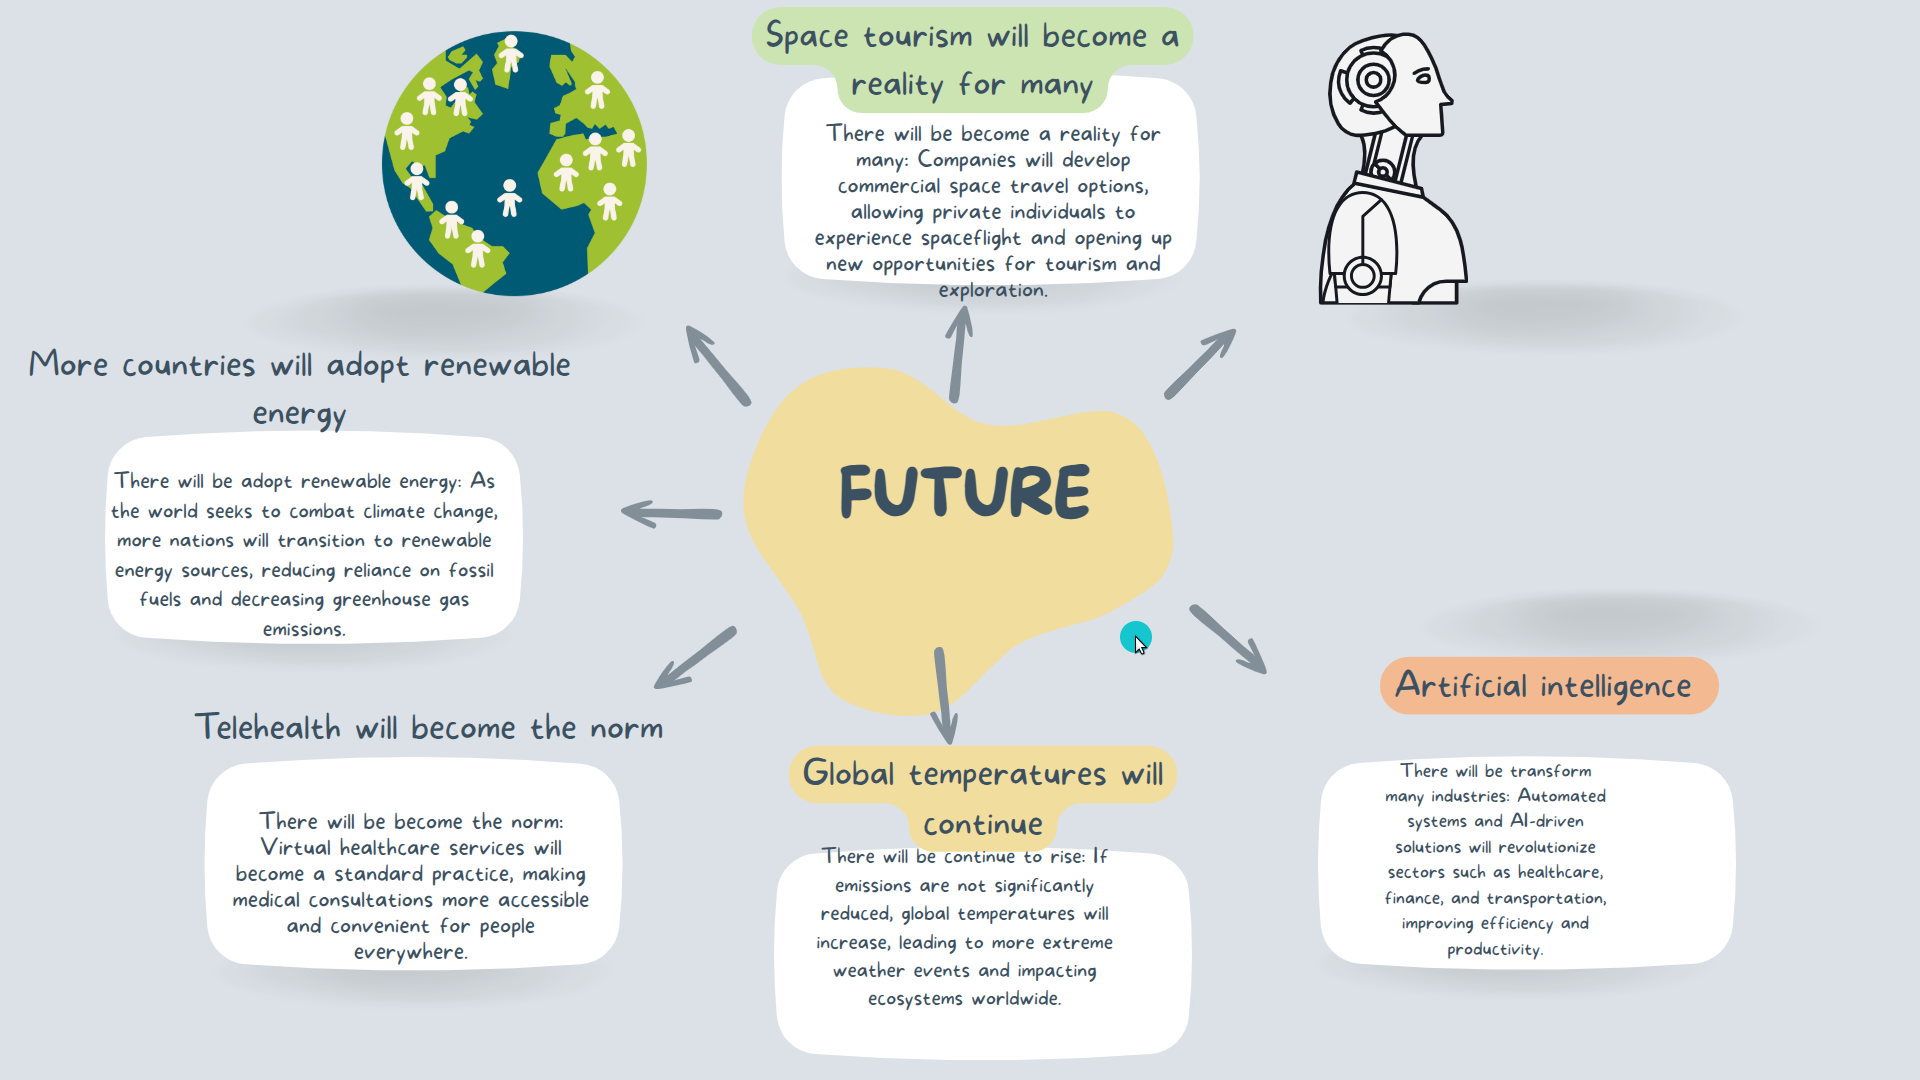 Space tourism will become a
reality for many
There will be become a reality for
many: Companies will develop
commercial space travel options,
allowing private individuals to
experience spaceflight and opening up
new opportunities for tourism and
exploration.
More countries will adopt renewable
energy
There will be adopt renewable energy: As
the world seeks to combat climate change,
more nations will transition to renewable
energy sources, reducing reliance on fossil
fuels and decreasing greenhouse gas
emissions.
FUTURE
Telehealth will become the norm
There will be become the norm:
Virtual healthcare services will
become a standard practice, making
medical consultations more accessible
and convenient for people
everywhere.
Global temperatures will
continue
There will be continue to rise: If
emissions are not significantly
reduced, global temperatures will
increase, leading to more extreme
weather events and impacting
ecosystems worldwide.
Artificial intelligence
There will be transform
many industries: Automated
systems and AI-driven
solutions will revolutionize
sectors such as healthcare,
finance, and transportation,
improving efficiency and
productivity.